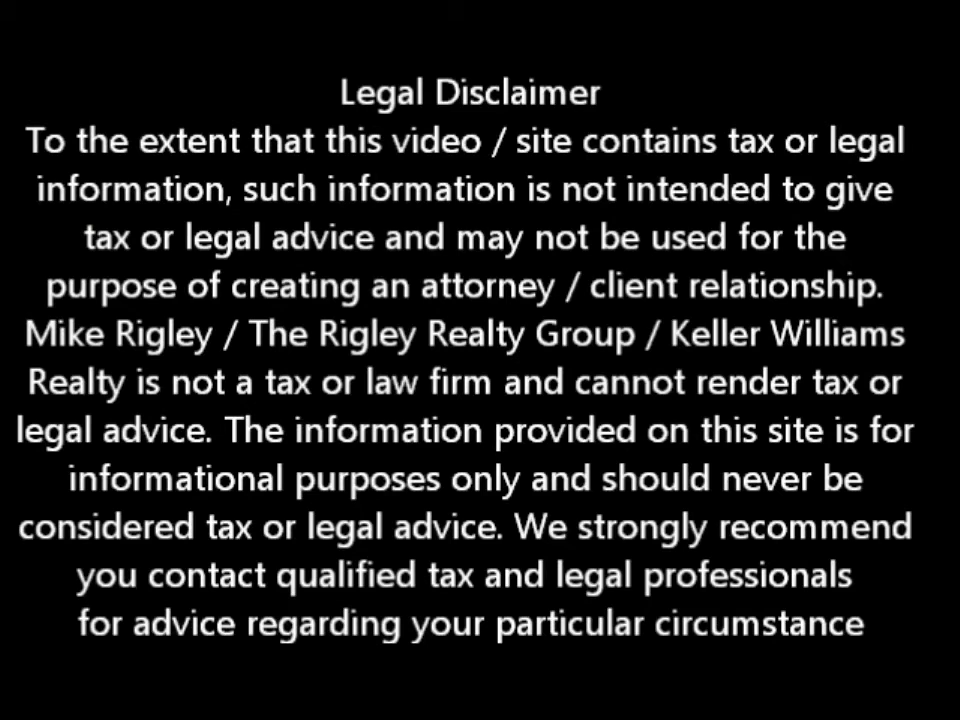 Legal Disclaimer
To the extent that this video / site contains tax or legal
information, such information is not intended to give
tax or legal advice and may not be used for the
purpose of creating an attorney / client relationship.
Mike Rigley / The Rigley Realty Group / Keller Williams
Realty is not a tax or law firm and cannot render tax or
legal advice. The information provided on this site is for
informational purposes only and should never be
considered tax or legal advice. We strongly recommend
you contact qualified tax and legal professionals
for advice regarding your particular circumstance